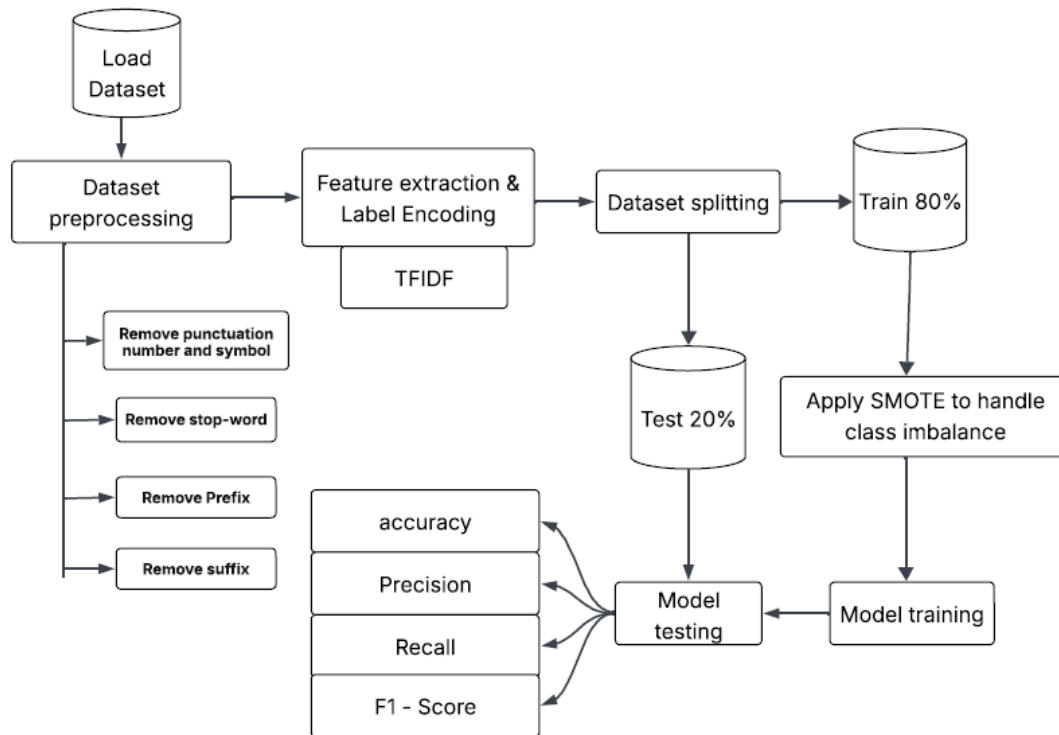 Load
Dataset
Dataset
preprocessing
Feature extraction &
Label Encoding
TFIDF
Dataset splitting
Train 80%
Remove punctuation
number and symbol
Remove stop-word
Remove Prefix
Remove suffix
Test 20%
Apply SMOTE to handle
class imbalance
accuracy
Precision
Recall
F1 - Score
Model
testing
Model training